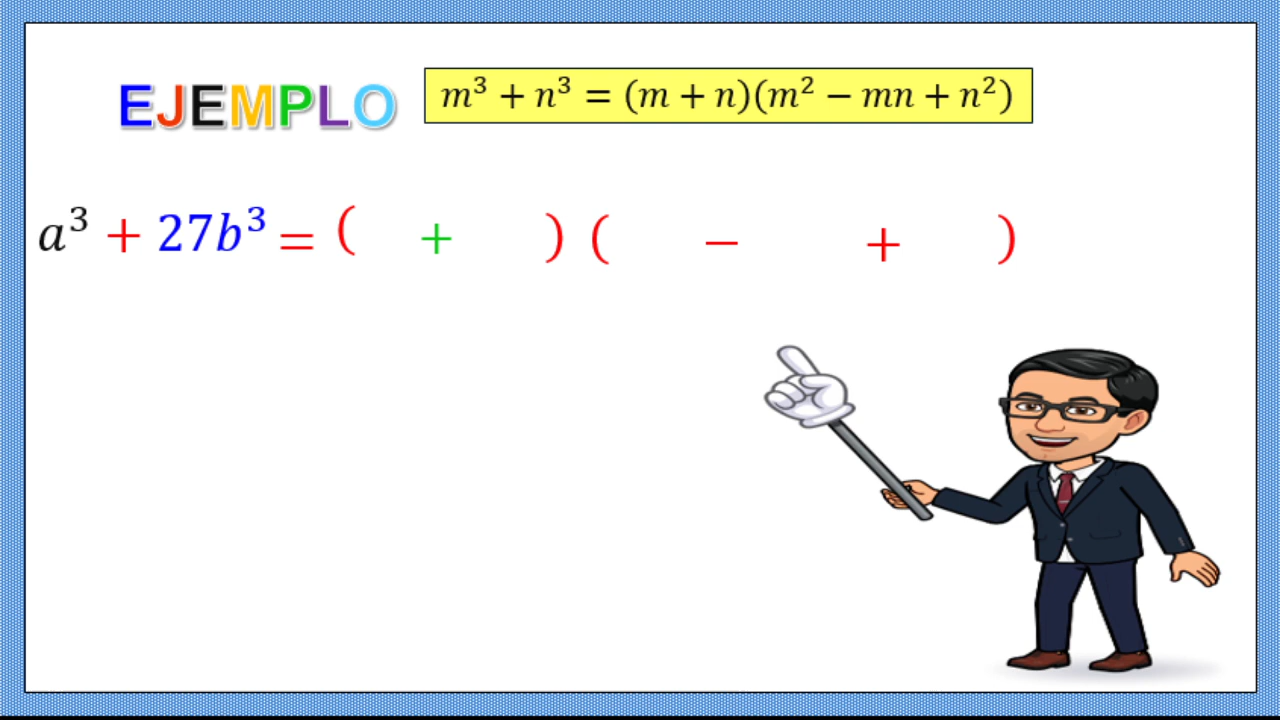 EJEMPLO m³ + n³ = (m + n)(m² − mn + n²)
a³ + 27b³ = ( + ) ( − + )